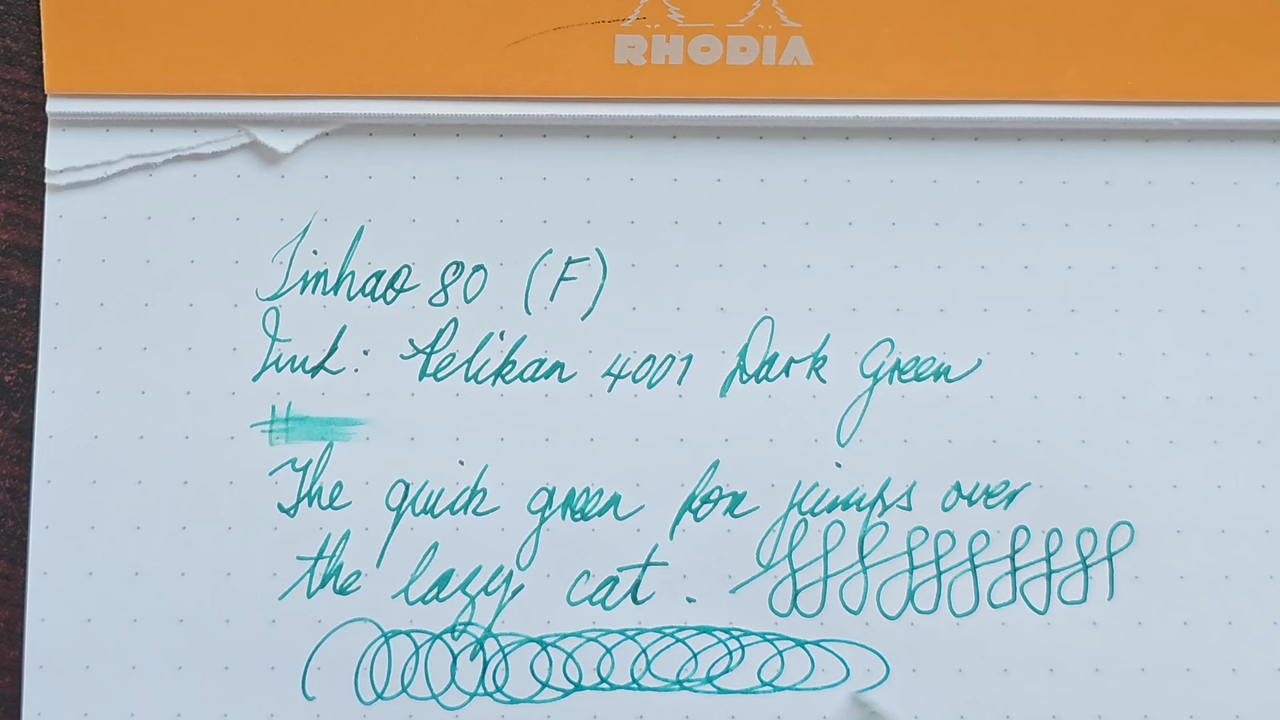 RHODIA
Jinhao 80 (F)
Ink: Pelikan 4001 Dark Green
The quick green fox jumps over
the lazy cat.